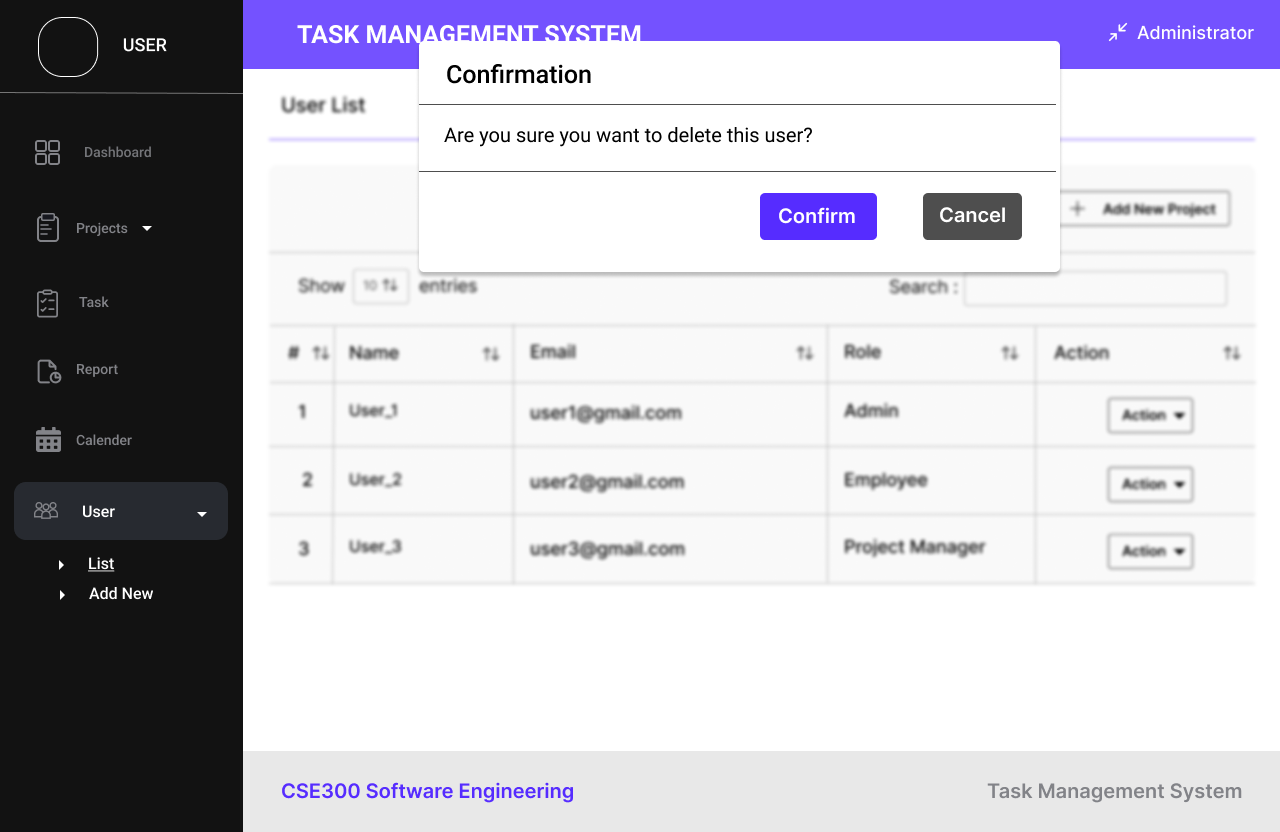 USER
Dashboard
Projects
Task
Report
Calender
User
List
Add New
TASK MANAGEMENT SYSTEM
Administrator
Confirmation
Are you sure you want to delete this user?
Confirm
Cancel
User List
Add New Project
Show 10 entries
Search :
# Name Email Role Action
1 User_1 user1@gmail.com Admin Action
2 User_2 user2@gmail.com Employee Action
3 User_3 user3@gmail.com Project Manager Action
CSE300 Software Engineering
Task Management System